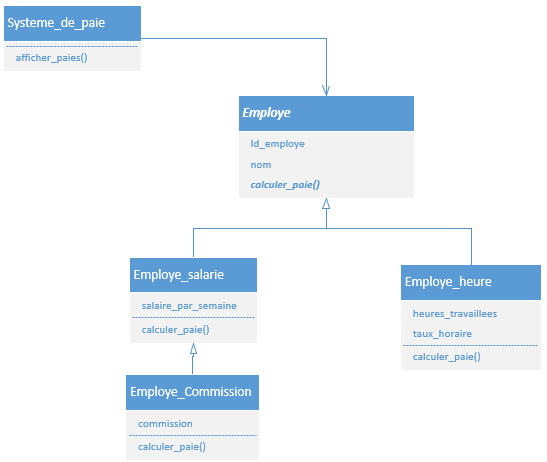 Systeme_de_paie
afficher_paies()
Employe
Id_employe
nom
calculer_paie()
Employe_salarie
salaire_par_semaine
calculer_paie()
Employe_heure
heures_travaillees
taux_horaire
calculer_paie()
Employe_Commission
commission
calculer_paie()